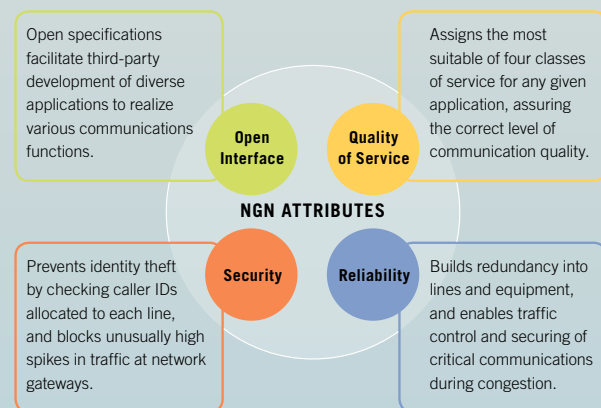 Open specifications
facilitate third-party
development of diverse
applications to realize
various communications
functions.
Assigns the most
suitable of four classes
of service for any given
application, assuring
the correct level of
communication quality.
Open
Interface
Quality
of Service
NGN ATTRIBUTES
Security
Reliability
Prevents identity theft
by checking caller IDs
allocated to each line,
and blocks unusually high
spikes in traffic at network
gateways.
Builds redundancy into
lines and equipment,
and enables traffic
control and securing of
critical communications
during congestion.